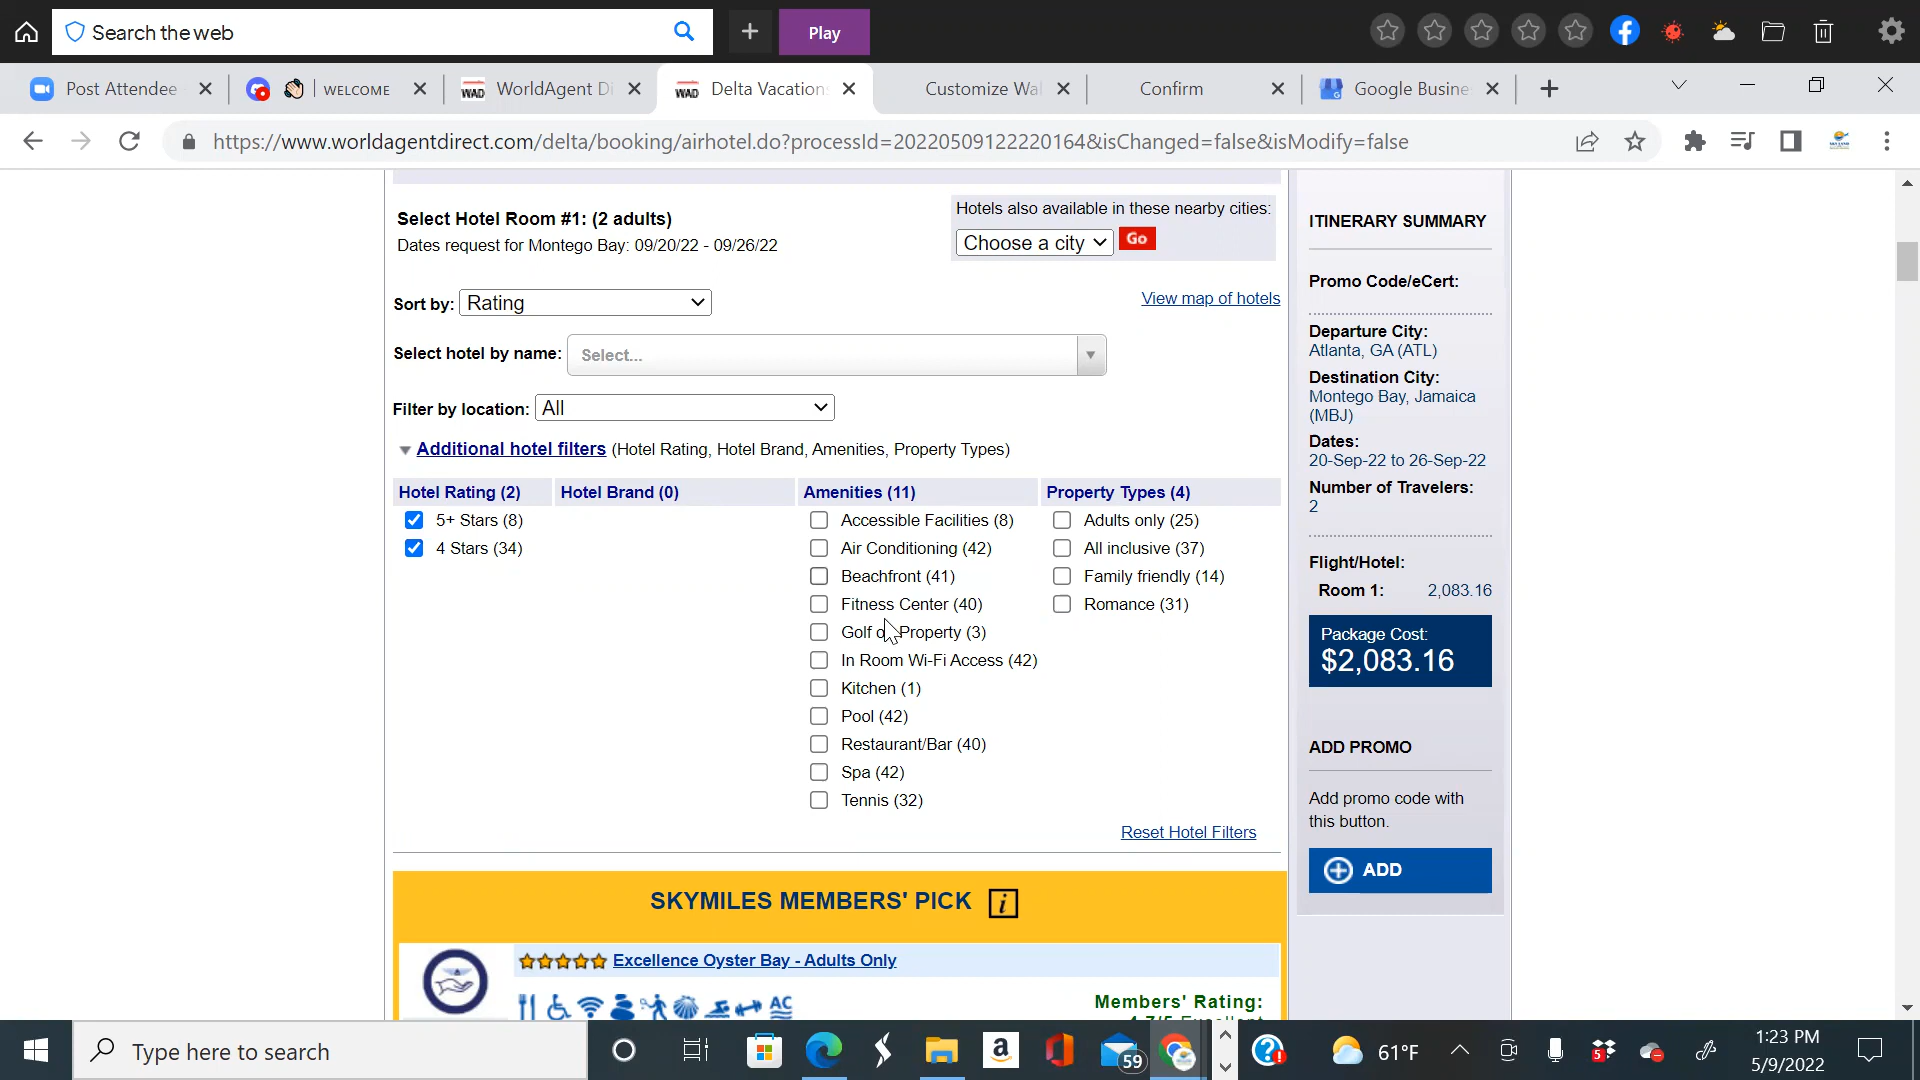 Search the web
Play
Post Attendee
WELCOME
WAD WorldAgent Di
WAD Delta Vacations
Customize Wal
Confirm
Google Busine
https://www.worldagentdirect.com/delta/booking/airhotel.do?processId=20220509122220164&isChanged=false&isModify=false
Select Hotel Room #1: (2 adults)
Dates request for Montego Bay: 09/20/22 - 09/26/22
Hotels also available in these nearby cities:
Choose a city Go
Sort by: Rating
View map of hotels
Select hotel by name: Select...
Filter by location: All
Additional hotel filters (Hotel Rating, Hotel Brand, Amenities, Property Types)
Hotel Rating (2)
5+ Stars (8)
4 Stars (34)
Hotel Brand (0)
Amenities (11)
Accessible Facilities (8)
Air Conditioning (42)
Beachfront (41)
Fitness Center (40)
Golf o Property (3)
In Room Wi-Fi Access (42)
Kitchen (1)
Pool (42)
Restaurant/Bar (40)
Spa (42)
Tennis (32)
Property Types (4)
Adults only (25)
All inclusive (37)
Family friendly (14)
Romance (31)
Reset Hotel Filters
SKYMILES MEMBERS' PICK i
Excellence Oyster Bay - Adults Only
AC
Members' Rating:
ITINERARY SUMMARY
Promo Code/eCert:
Departure City:
Atlanta, GA (ATL)
Destination City:
Montego Bay, Jamaica
(MBJ)
Dates:
20-Sep-22 to 26-Sep-22
Number of Travelers:
2
Flight/Hotel:
Room 1: 2,083.16
Package Cost:
$2,083.16
ADD PROMO
Add promo code with
this button.
ADD
Type here to search
59
61°F
5
1:23 PM
5/9/2022